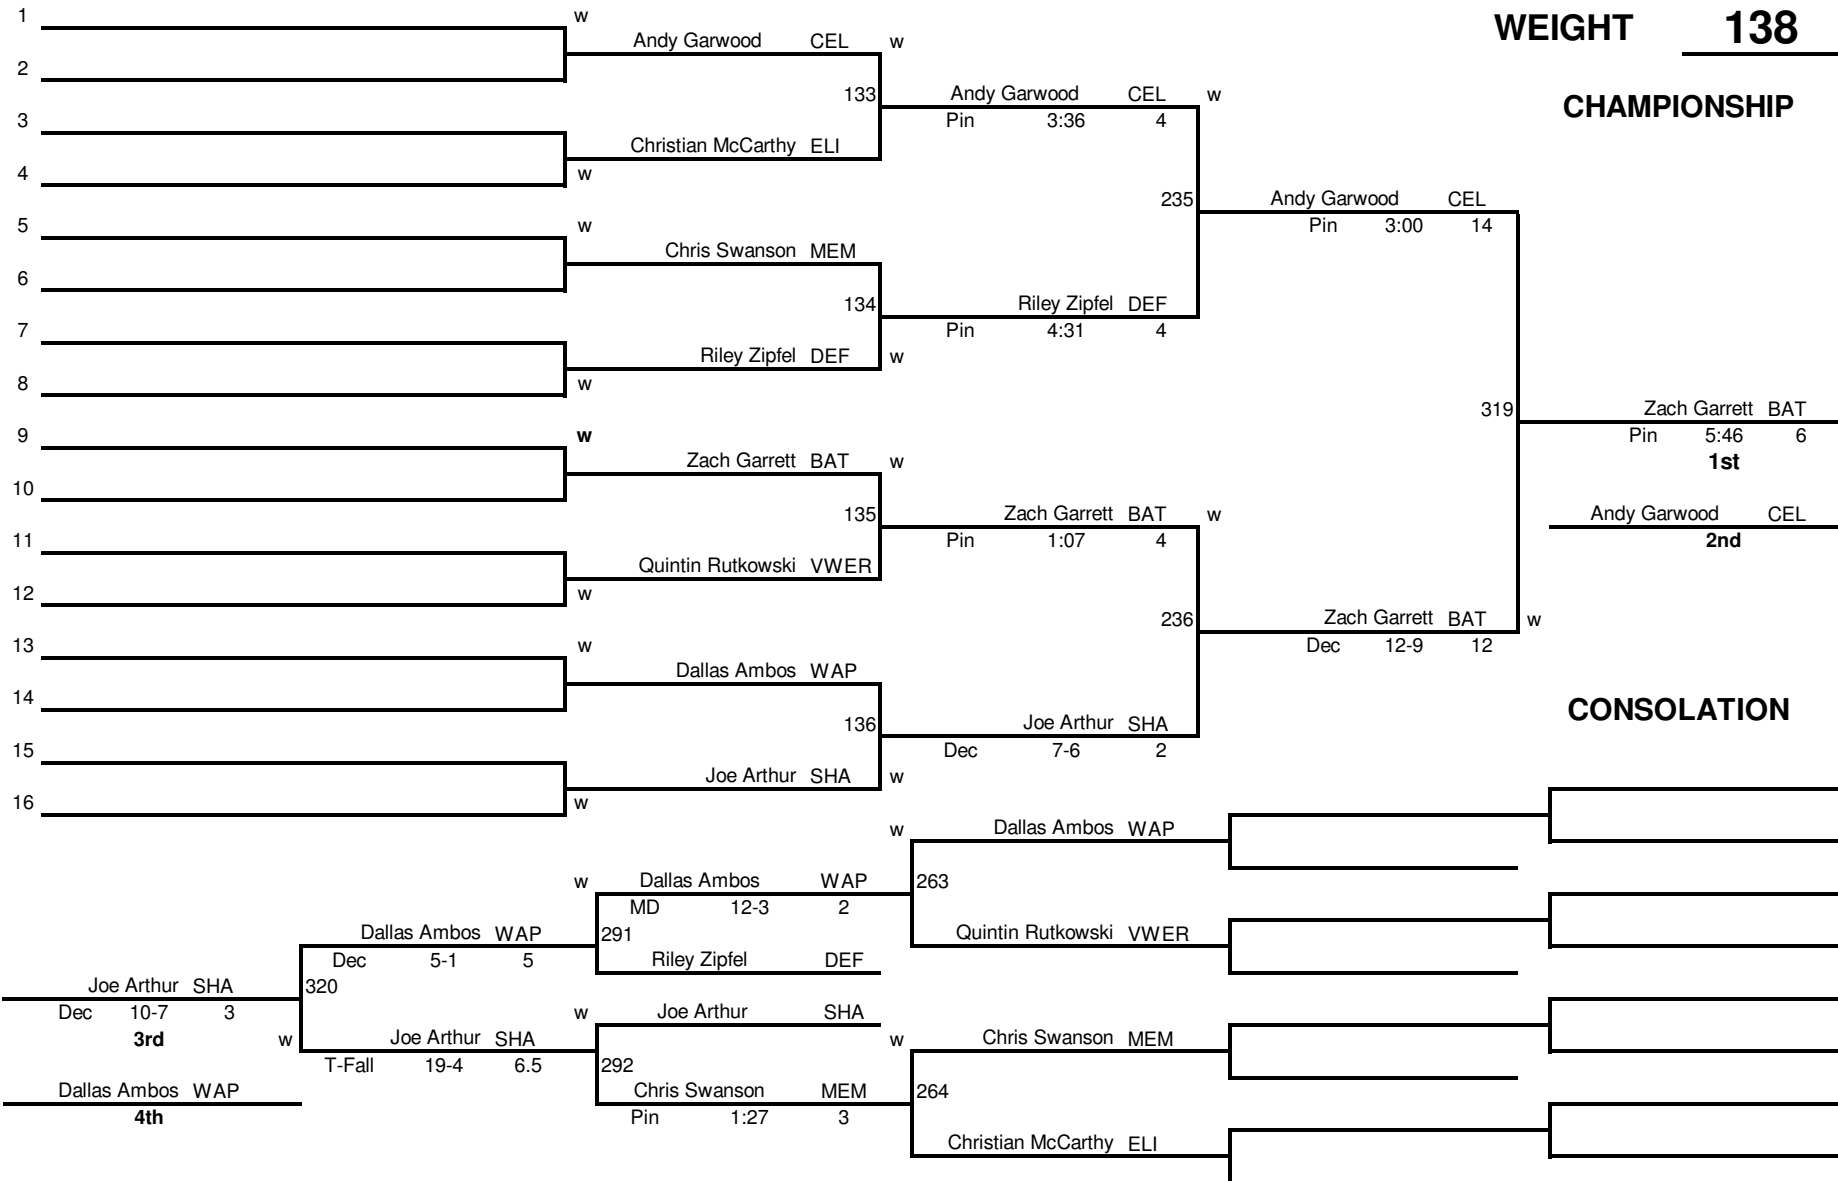 1 w
WEIGHT 138
Andy Garwood CEL w
2
133 Andy Garwood CEL w
CHAMPIONSHIP
3 Pin 3:36 4
Christian McCarthy ELI
4 w
235 Andy Garwood CEL
5 w Pin 3:00 14
Chris Swanson MEM
6
134 Riley Zipfel DEF
7 Pin 4:31 4
Riley Zipfel DEF w
8 w
319 Zach Garrett BAT
9 w Pin 5:46 6
Zach Garrett BAT w 1st
10
135 Zach Garrett BAT w Andy Garwood CEL
11 Pin 1:07 4 2nd
Quintin Rutkowski VWER
12 w
236 Zach Garrett BAT w
13 w Dec 12-9 12
Dallas Ambos WAP
14
CONSOLATION
136 Joe Arthur SHA
15 Dec 7-6 2
Joe Arthur SHA w
16 w
w Dallas Ambos WAP
w Dallas Ambos WAP 263
MD 12-3 2
Dallas Ambos WAP 291 Quintin Rutkowski VWER
Dec 5-1 5 Riley Zipfel DEF
Joe Arthur SHA 320
Dec 10-7 3 w Joe Arthur SHA
3rd w Joe Arthur SHA w Chris Swanson MEM
T-Fall 19-4 6.5 292
Dallas Ambos WAP Chris Swanson MEM 264
4th Pin 1:27 3
Christian McCarthy ELI